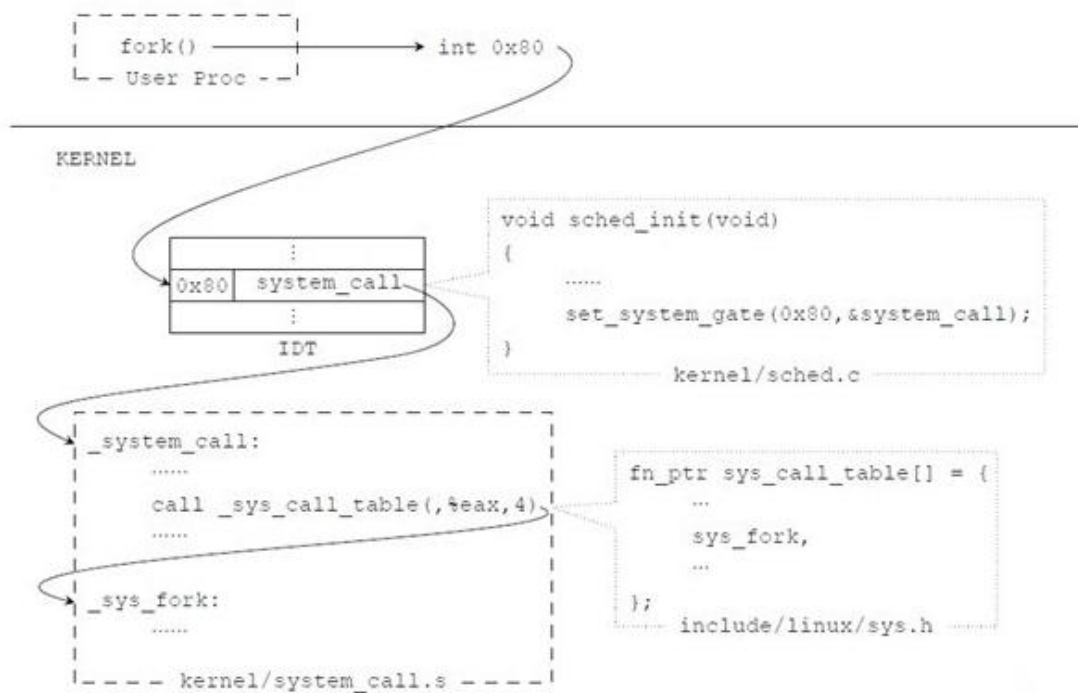 fork()
int 0x80
User Proc
KERNEL
void sched_init(void)
{
⋮
0x80
system_call
......
set_system_gate(0x80,&system_call);
⋮
IDT
}
kernel/sched.c
_system_call:
......
call _sys_call_table(,%eax,4)
......
fn_ptr sys_call_table[] = {
...
sys_fork,
...
};
include/linux/sys.h
_sys_fork:
......
kernel/system_call.s